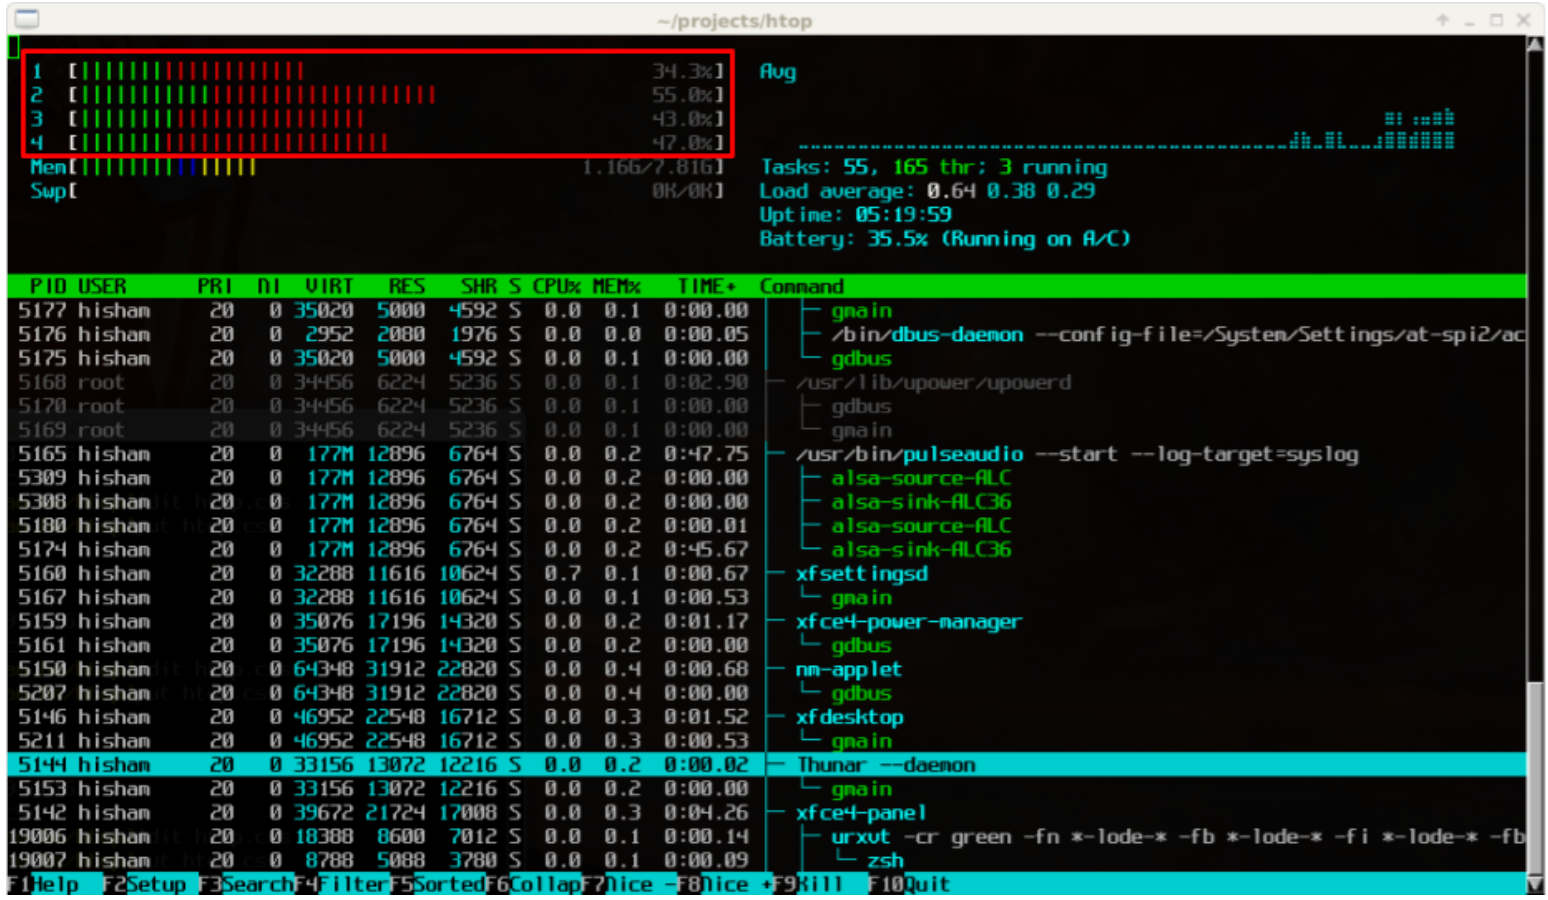 ~/projects/htop
1 [|||||||||||||||||||| 34.3%] Avg
2 [|||||||||||||||||||||||||||||||| 55.0%]
3 [|||||||||||||||||||||||||| 43.0%]
4 [|||||||||||||||||||||||||||| 47.0%]
Mem[||||||||||||||||| 1.16G/7.81G] Tasks: 55, 165 thr; 3 running
Swp[ 0K/0K] Load average: 0.64 0.38 0.29
Uptime: 05:19:59
Battery: 35.5% (Running on A/C)
PID USER PRI NI VIRT RES SHR S CPU% MEM% TIME+ Command
5177 hisham 20 0 35020 5000 4592 S 0.0 0.1 0:00.00 gmain
5176 hisham 20 0 2952 2080 1976 S 0.0 0.0 0:00.05 /bin/dbus-daemon --config-file=/System/Settings/at-spi2/ac
5175 hisham 20 0 35020 5000 4592 S 0.0 0.1 0:00.00 gdbus
5168 root 20 0 34456 6224 5236 S 0.0 0.1 0:02.90 /usr/lib/upower/upowerd
5170 root 20 0 34456 6224 5236 S 0.0 0.1 0:00.00 gdbus
5169 root 20 0 34456 6224 5236 S 0.0 0.1 0:00.00 gmain
5165 hisham 20 0 177M 12896 6764 S 0.0 0.2 0:47.75 /usr/bin/pulseaudio --start --log-target=syslog
5309 hisham 20 0 177M 12896 6764 S 0.0 0.2 0:00.00 alsa-source-ALC
5308 hisham 20 0 177M 12896 6764 S 0.0 0.2 0:00.00 alsa-sink-ALC36
5180 hisham 20 0 177M 12896 6764 S 0.0 0.2 0:00.01 alsa-source-ALC
5174 hisham 20 0 177M 12896 6764 S 0.0 0.2 0:45.67 alsa-sink-ALC36
5160 hisham 20 0 32288 11616 10624 S 0.7 0.1 0:00.67 xfsettingsd
5167 hisham 20 0 32288 11616 10624 S 0.0 0.1 0:00.53 gmain
5159 hisham 20 0 35076 17196 14320 S 0.0 0.2 0:01.17 xfce4-power-manager
5161 hisham 20 0 35076 17196 14320 S 0.0 0.2 0:00.00 gdbus
5150 hisham 20 0 64348 31912 22820 S 0.0 0.4 0:00.68 nm-applet
5207 hisham 20 0 64348 31912 22820 S 0.0 0.4 0:00.00 gdbus
5146 hisham 20 0 46952 22548 16712 S 0.0 0.3 0:01.52 xfdesktop
5211 hisham 20 0 46952 22548 16712 S 0.0 0.3 0:00.53 gmain
5144 hisham 20 0 33156 13072 12216 S 0.0 0.2 0:00.02 Thunar --daemon
5153 hisham 20 0 33156 13072 12216 S 0.0 0.2 0:00.00 gmain
5142 hisham 20 0 39672 21724 17008 S 0.0 0.3 0:04.26 xfce4-panel
19006 hisham 20 0 18388 8600 7012 S 0.0 0.1 0:00.14 urxvt -cr green -fn *-lode-* -fb *-lode-* -fi *-lode-* -fb
19007 hisham 20 0 8788 5088 3780 S 0.0 0.1 0:00.09 zsh
F1Help F2Setup F3SearchF4FilterF5SortedF6CollapF7Nice -F8Nice +F9Kill F10Quit